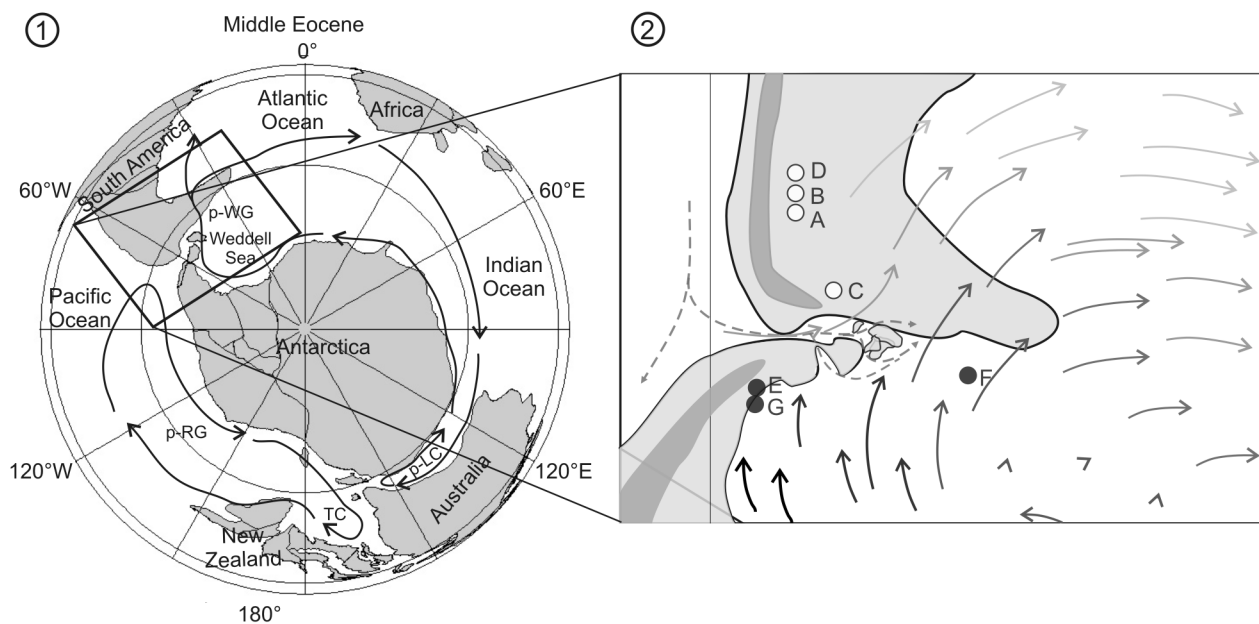 1
Middle Eocene
0°
Atlantic
Ocean
Africa
South America
60°W
60°E
p-WG
Weddell
Sea
Indian
Ocean
Pacific
Ocean
Antarctica
p-RG
120°W
p-LC
120°E
Australia
TC
New
Zealand
180°
2
D
B
A
C
E
F
G